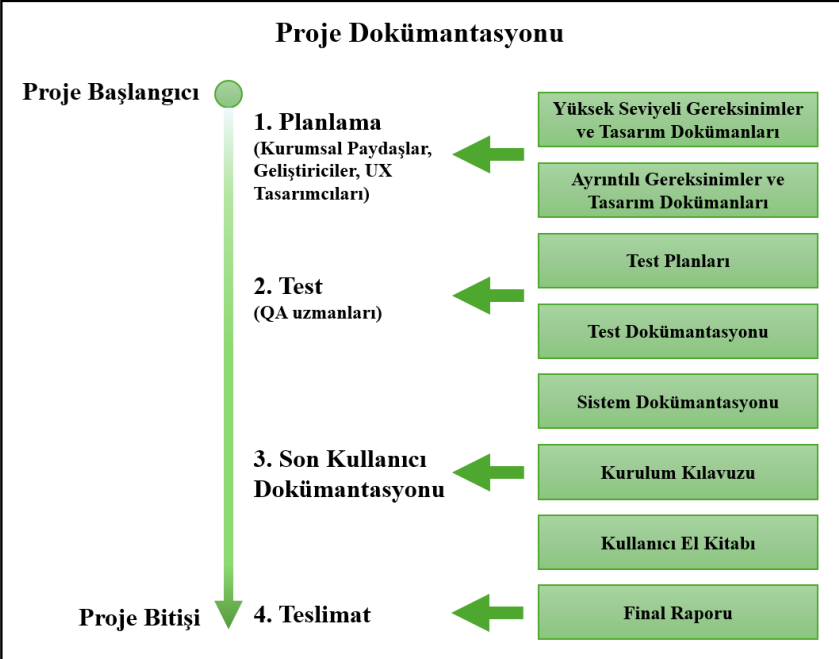 Proje Dokümantasyonu
Proje Başlangıcı
1. Planlama
(Kurumsal Paydaşlar,
Geliştiriciler, UX
Tasarımcıları)
Yüksek Seviyeli Gereksinimler
ve Tasarım Dokümanları
Ayrıntılı Gereksinimler ve
Tasarım Dokümanları
2. Test
(QA uzmanları)
Test Planları
Test Dokümantasyonu
3. Son Kullanıcı
Dokümantasyonu
Sistem Dokümantasyonu
Kurulum Kılavuzu
Kullanıcı El Kitabı
Proje Bitişi
4. Teslimat
Final Raporu